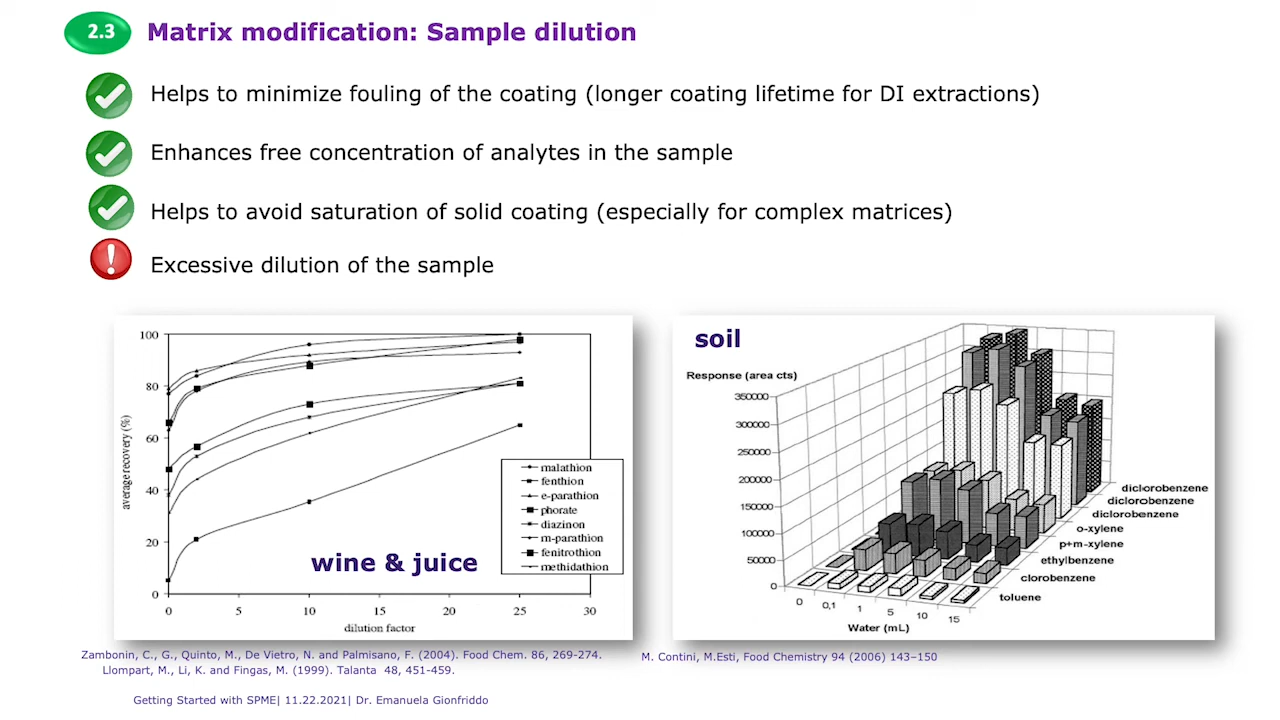 2.3 Matrix modification: Sample dilution
Helps to minimize fouling of the coating (longer coating lifetime for DI extractions)
Enhances free concentration of analytes in the sample
Helps to avoid saturation of solid coating (especially for complex matrices)
Excessive dilution of the sample
100
80
60
40
20
0
average recovery (%)
0 5 10 15 20 25 30
dilution factor
malathion
fenthion
e-parathion
phorate
diazinon
m-parathion
fenitrothion
methidathion
wine & juice
soil
Response (area cts)
350000
300000
250000
200000
150000
100000
50000
0
0 0,1 1 5 10 15
Water (mL)
diclorobenzene
diclorobenzene
diclorobenzene
o-xylene
p+m-xylene
ethylbenzene
clorobenzene
toluene
Zambonin, C., G., Quinto, M., De Vietro, N. and Palmisano, F. (2004). Food Chem. 86, 269-274.
Llompart, M., Li, K. and Fingas, M. (1999). Talanta 48, 451-459.
M. Contini, M.Esti, Food Chemistry 94 (2006) 143–150
Getting Started with SPME| 11.22.2021| Dr. Emanuela Gionfriddo